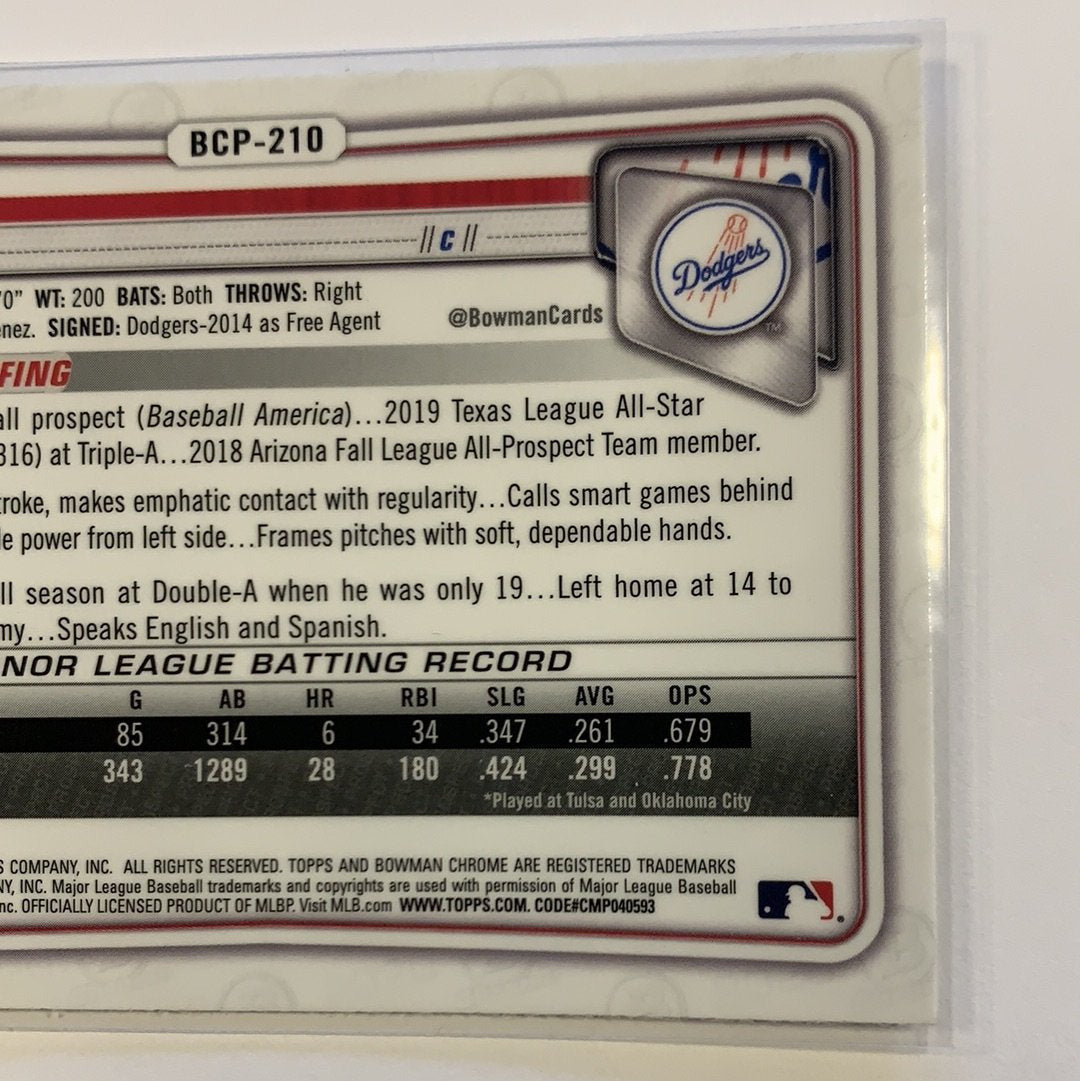 BCP-210
// C //
Dodgers
TM
'0" WT: 200 BATS: Both THROWS: Right
nez. SIGNED: Dodgers-2014 as Free Agent
@BowmanCards
FING
all prospect (Baseball America)...2019 Texas League All-Star
316) at Triple-A...2018 Arizona Fall League All-Prospect Team member.
troke, makes emphatic contact with regularity...Calls smart games behind
le power from left side...Frames pitches with soft, dependable hands.
ll season at Double-A when he was only 19...Left home at 14 to
my...Speaks English and Spanish.
NOR LEAGUE BATTING RECORD
G AB HR RBI SLG AVG OPS
85 314 6 34 .347 .261 .679
343 1289 28 180 .424 .299 .778
*Played at Tulsa and Oklahoma City
S COMPANY, INC. ALL RIGHTS RESERVED. TOPPS AND BOWMAN CHROME ARE REGISTERED TRADEMARKS
NY, INC. Major League Baseball trademarks and copyrights are used with permission of Major League Baseball
nc. OFFICIALLY LICENSED PRODUCT OF MLBP. Visit MLB.com WWW.TOPPS.COM. CODE#CMP040593